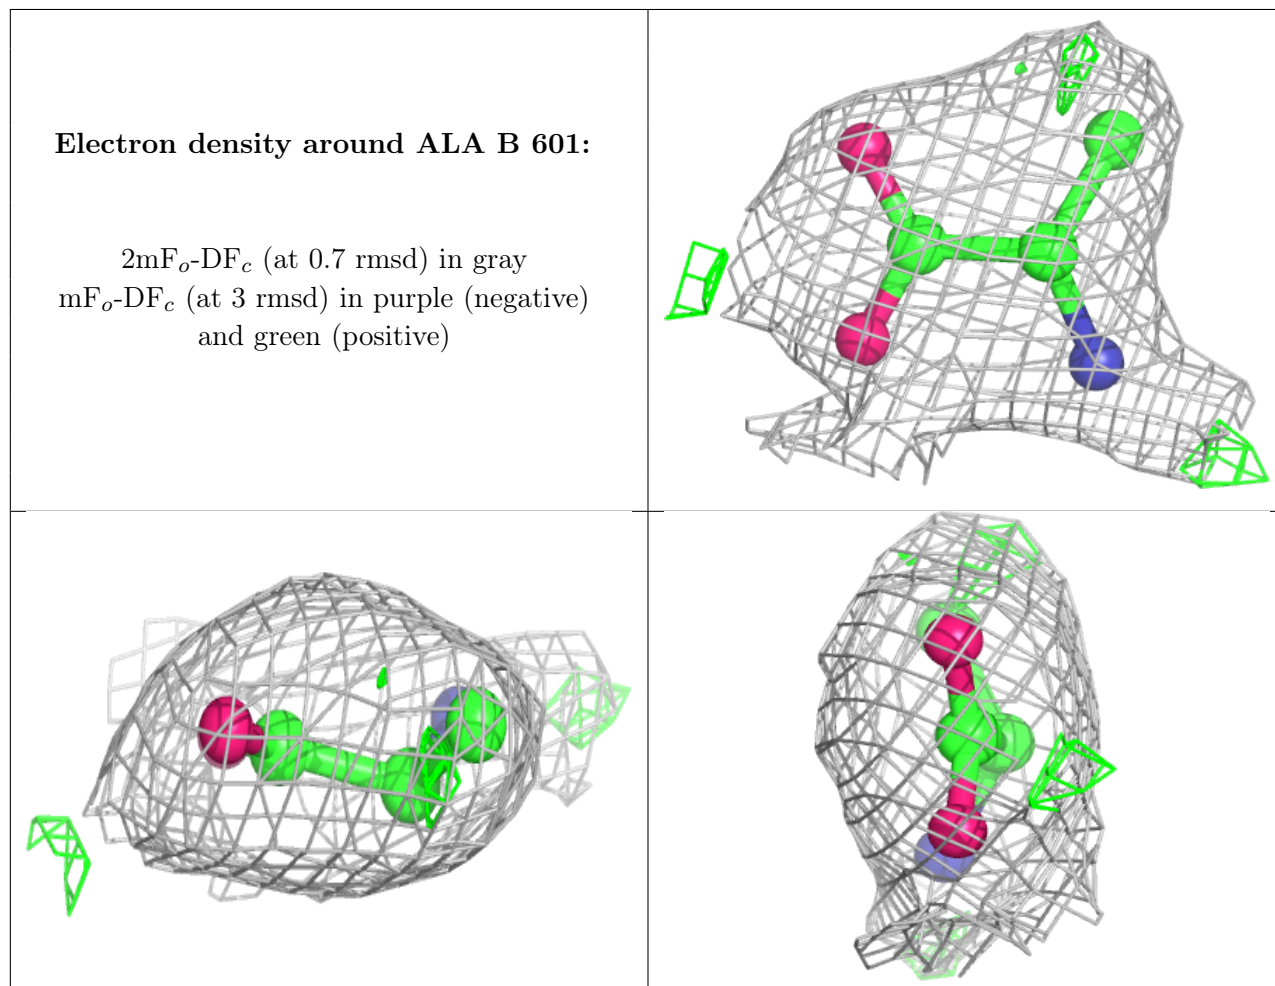 Electron density around ALA B 601:
2mFₒ-DF𝒸 (at 0.7 rmsd) in gray
mFₒ-DF𝒸 (at 3 rmsd) in purple (negative)
and green (positive)